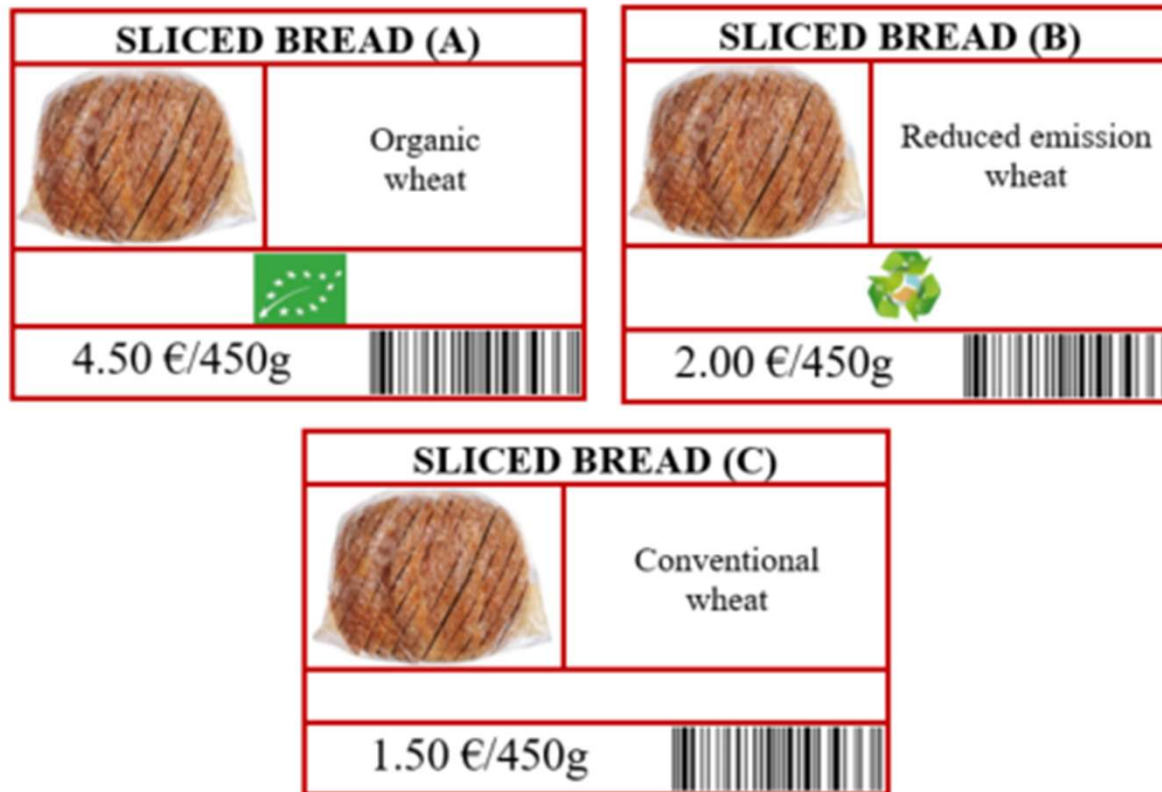 SLICED BREAD (A)
Organic
wheat
4.50 €/450g
SLICED BREAD (B)
Reduced emission
wheat
2.00 €/450g
SLICED BREAD (C)
Conventional
wheat
1.50 €/450g